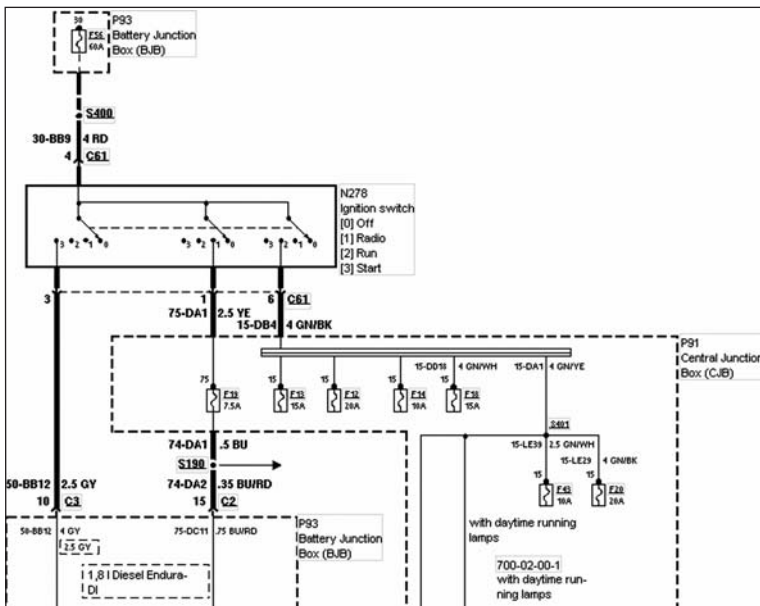 30
F56
60A
P93
Battery Junction
Box (BJB)
S400
30-BB9 4 RD
4 C61
N278
Ignition switch
[0] Off
[1] Radio
[2] Run
[3] Start
3 2 1 0
3 2 1 0
3 2 1 0
3
1
6 C61
75-DA1 2.5 YE
15-DB4 4 GN/BK
P91
Central Junction
Box (CJB)
15-DD18 4 GN/WH
15-DA1 4 GN/YE
75
F19
7.5A
15
F13
15A
15
F12
20A
15
F14
10A
15
F18
15A
S401
15-LE39 2.5 GN/WH
15-LE29 4 GN/BK
15
F43
10A
15
F20
20A
74-DA1 .5 BU
S190
74-DA2 .35 BU/RD
50-BB12 2.5 GY
10 C3
15 C2
50-BB12 4 GY
2.5 GY
75-DC11 .75 BU/RD
P93
Battery Junction
Box (BJB)
1,8 l Diesel Endura-
DI
with daytime running
lamps
700-02-00-1
with daytime run-
ning lamps